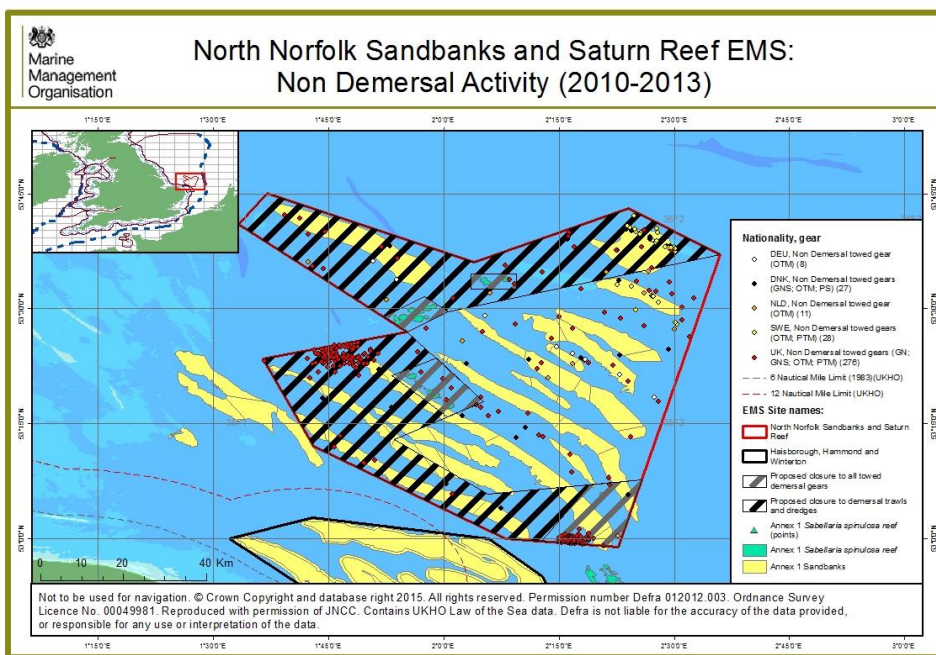 Marine
Management
Organisation
North Norfolk Sandbanks and Saturn Reef EMS:
Non Demersal Activity (2010-2013)
1°15'0"E 1°30'0"E 1°45'0"E 2°0'0"E 2°15'0"E 2°30'0"E 2°45'0"E 3°0'0"E
36F2
Nationality, gear
DEU, Non Demersal towed gear
(OTM) (8)
DNK, Non Demersal towed gears
(GNS; OTM; PS) (27)
NLD, Non Demersal towed gear
(OTM) (11)
SWE, Non Demersal towed gears
(OTM; PTM) (28)
UK, Non Demersal towed gears (GN;
GNS; OTM; PTM) (276)
6 Nautical Mile Limit (1983)(UKHO)
12 Nautical Mile Limit (UKHO)
EMS Site names:
North Norfolk Sandbanks and Saturn
Reef
Haisborough, Hammond and
Winterton
Proposed closure to all towed
demersal gears
Proposed closure to demersal trawls
and dredges
Annex 1 Sabellaria spinulosa reef
(points)
Annex 1 Sabellaria spinulosa reef
Annex 1 Sandbanks
0 10 20 40 Km
Not to be used for navigation. © Crown Copyright and database right 2015. All rights reserved. Permission number Defra 012012.003. Ordnance Survey
Licence No. 00049981. Reproduced with permission of JNCC. Contains UKHO Law of the Sea data. Defra is not liable for the accuracy of the data provided,
or responsible for any use or interpretation of the data.
1°15'0"E 1°30'0"E 1°45'0"E 2°0'0"E 2°15'0"E 2°30'0"E 2°45'0"E 3°0'0"E